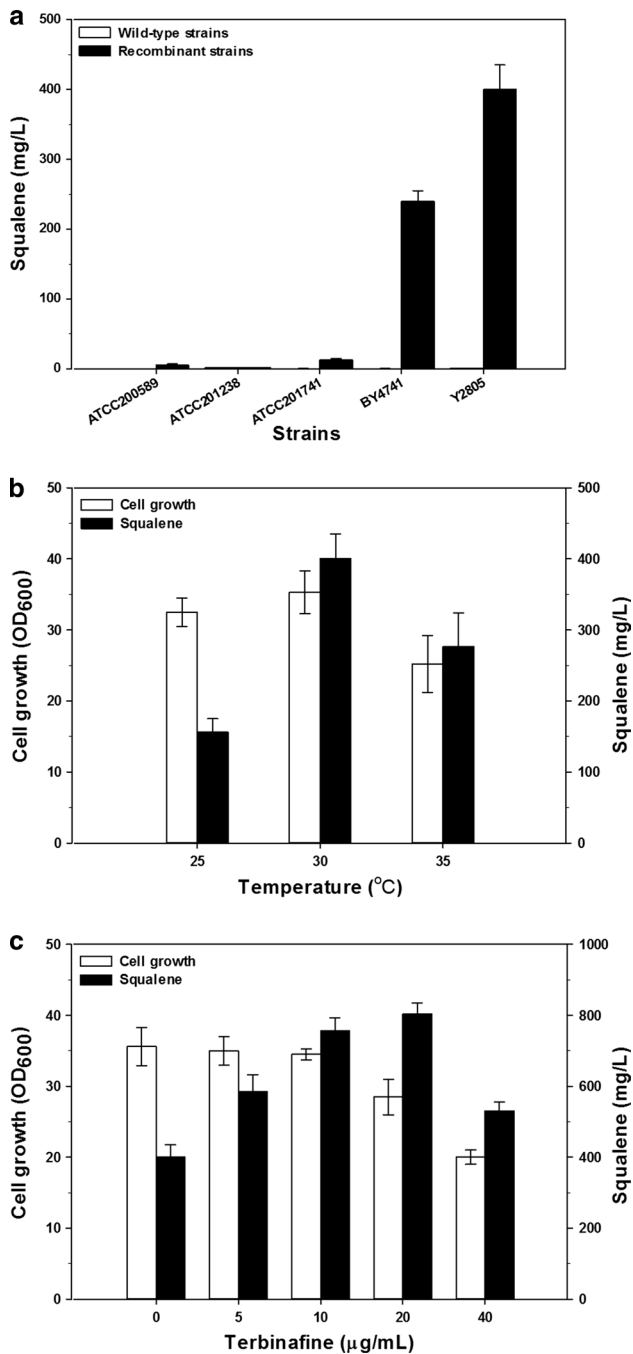 a
500
400
300
200
100
0
Squalene (mg/L)
Wild-type strains
Recombinant strains
ATCC200589
ATCC201238
ATCC201741
BY4741
Y2805
Strains
b
50
40
30
20
10
0
Cell growth (OD600)
Cell growth
Squalene
500
400
300
200
100
0
Squalene (mg/L)
25
30
35
Temperature (°C)
c
50
40
30
20
10
0
Cell growth (OD600)
Cell growth
Squalene
1000
800
600
400
200
0
Squalene (mg/L)
0
5
10
20
40
Terbinafine (μg/mL)